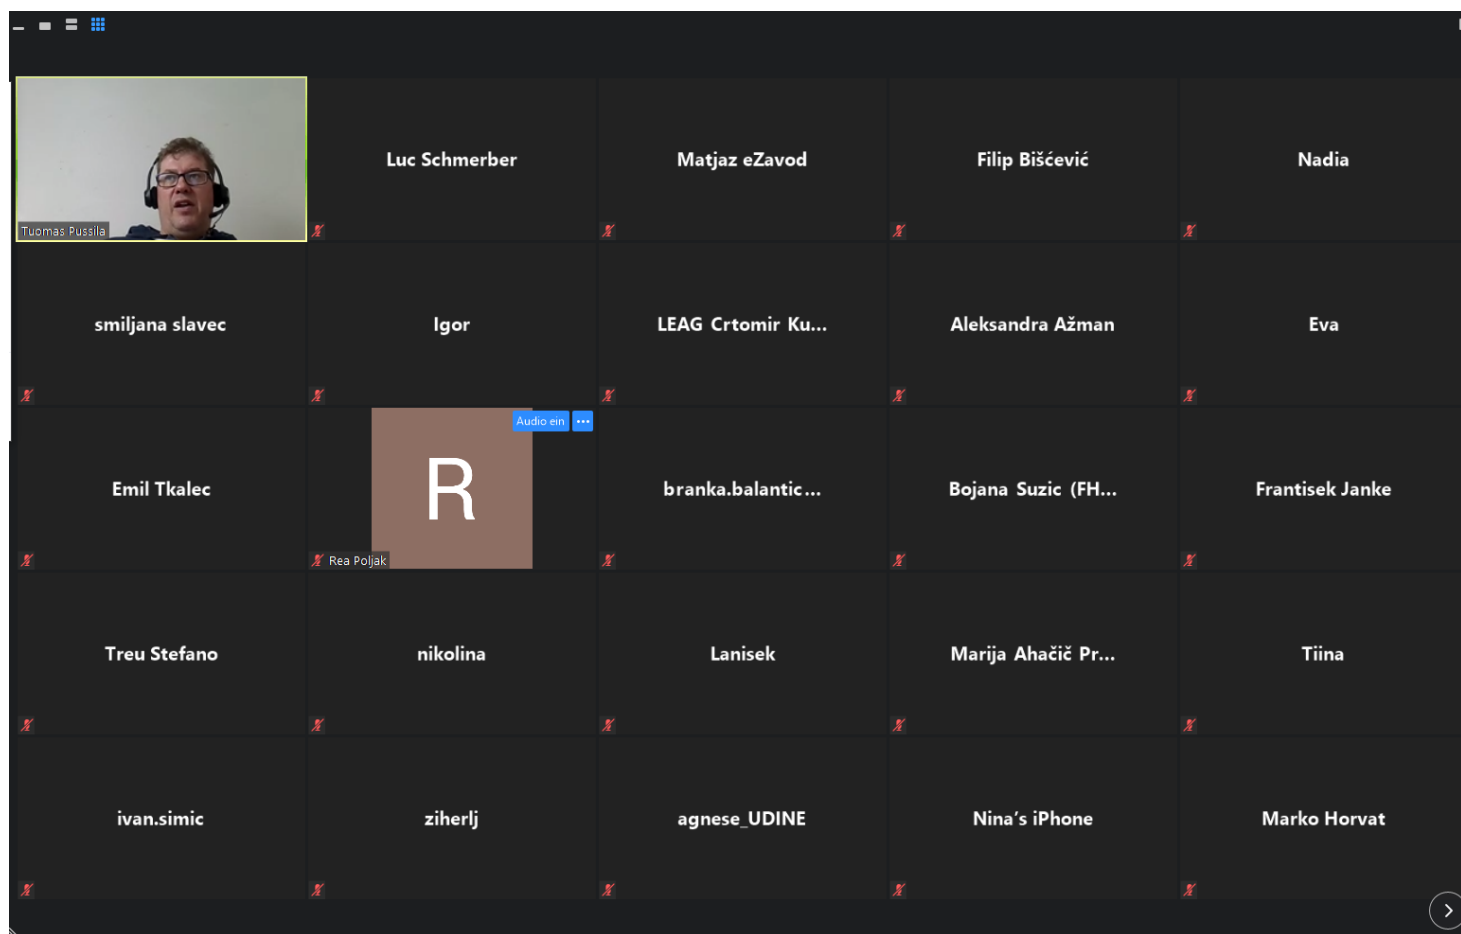 Tuomas Pussila
Luc Schmerber
Matjaz eZavod
Filip Bišćević
Nadia
smiljana slavec
Igor
LEAG Crtomir Ku...
Aleksandra Ažman
Eva
Emil Tkalec
R
Audio ein
Rea Poljak
branka.balantic...
Bojana Suzic (FH...
Frantisek Janke
Treu Stefano
nikolina
Lanisek
Marija Ahačič Pr...
Tiina
ivan.simic
ziherlj
agnese_UDINE
Nina’s iPhone
Marko Horvat